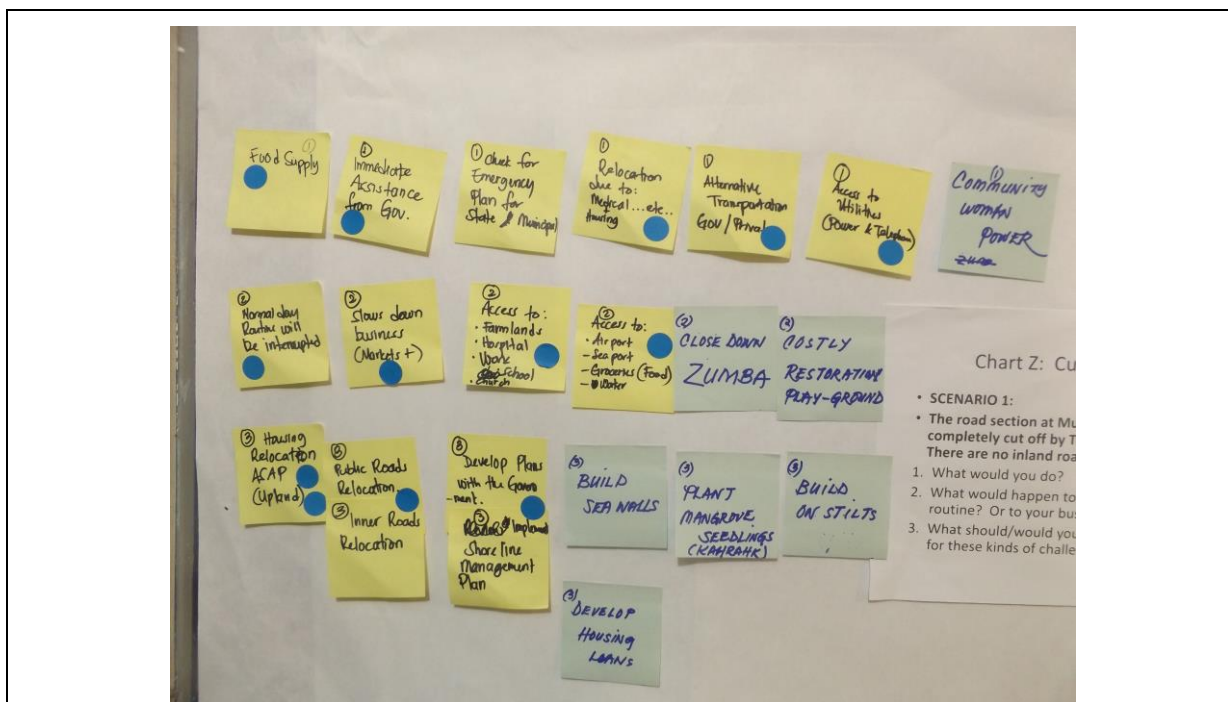 Food Supply
①
①
Immediate
Assistance
from Gov.
① Check for
Emergency
Plan for
State / Municipal
①
Relocation
due to:
Medical...etc..
Housing
①
Alternative
Transportation
Gov/Privat
①
Access to
Utilities
(Power & Telephon)
(1)
COMMUNITY
WOMAN
POWER
②
Normal day
Routine will
be interrupted
②
Slows down
business
(Markets +)
②
Access to:
• Farmlands
• Hospital
• Work
School
• Church
②
Access to:
• Airport
- Sea port
- Groceries (Food)
- Water
(2)
CLOSE DOWN
ZUMBA
(2)
COSTLY
RESTORATING
PLAY-GROUND
Chart Z: Cu
• SCENARIO 1:
• The road section at Mu
completely cut off by T
There are no inland roa
1. What would you do?
2. What would happen to
routine? Or to your bus
3. What should/would you
for these kinds of challe
③ Housing
Relocation
ASAP
(Upland)
③
Public Roads
Relocation.
③ Inner Roads
Relocation
③
Develop Plans
with the Govern
-ment.
③
Implement
Shoreline
Management
Plan
(3)
BUILD
SEA WALLS
(3)
PLANT
MANGROVE
SEEDLINGS
(KAHRAHK)
(3)
BUILD
ON STILTS
(3)
DEVELOP
HOUSING
LOANS